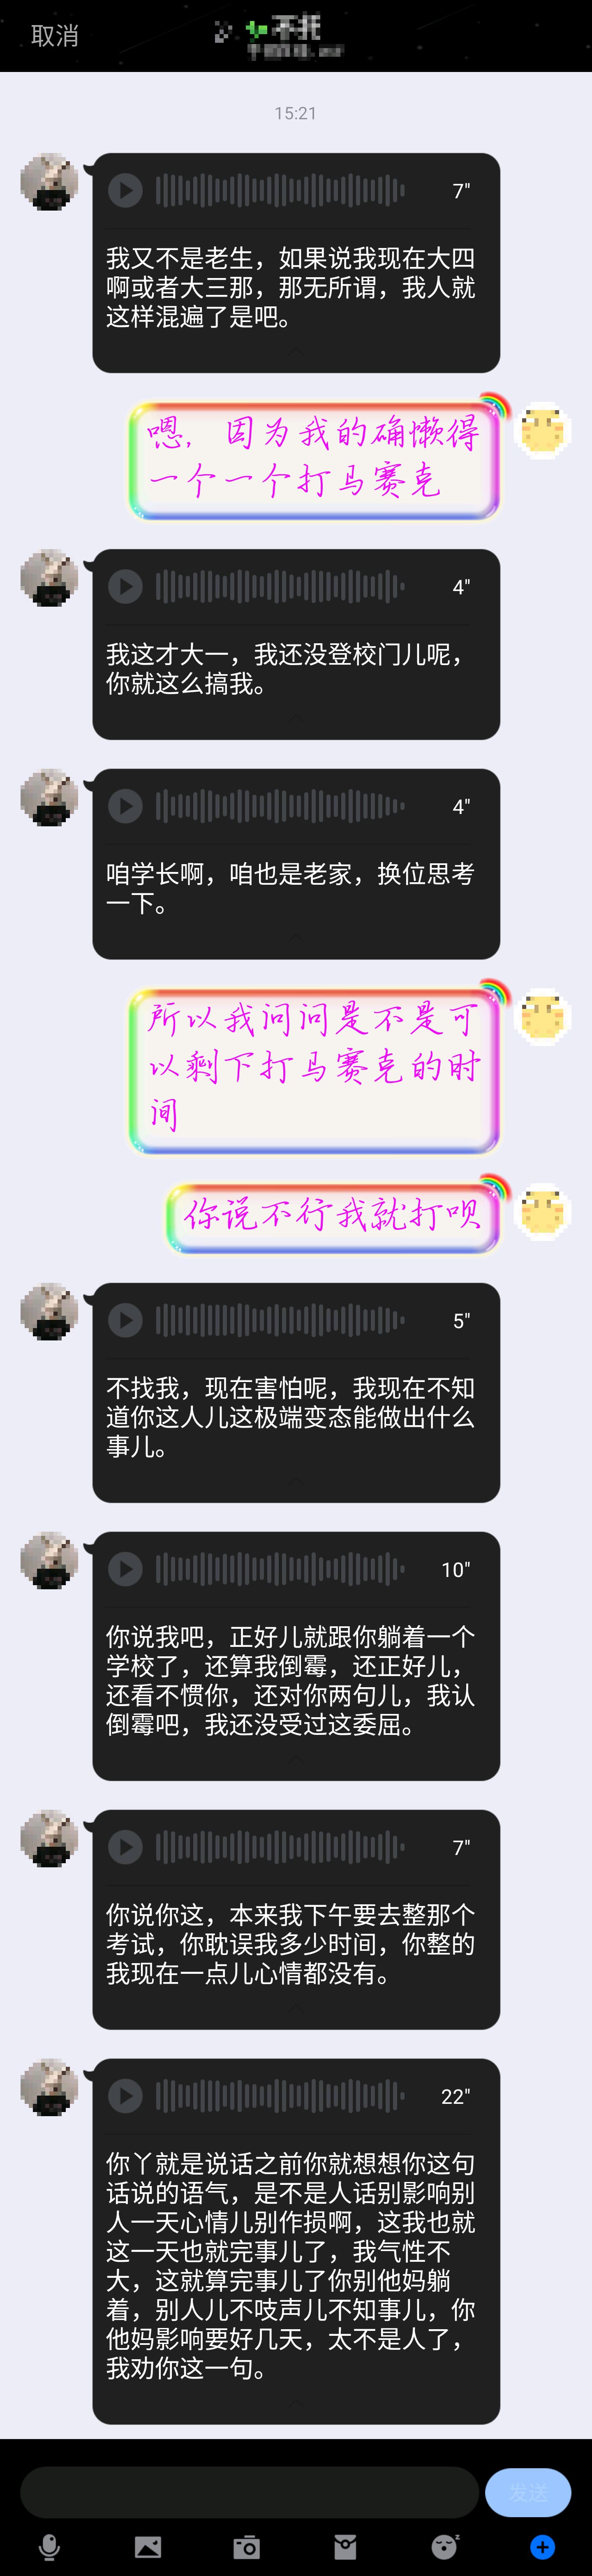 取消
15:21
7"
我又不是老生，如果说我现在大四
啊或者大三那，那无所谓，我人就
这样混遍了是吧。
嗯，因为我的确懒得
一个一个打马赛克
4"
我这才大一，我还没登校门儿呢，
你就这么搞我。
4"
咱学长啊，咱也是老家，换位思考
一下。
所以我问问是不是可
以剩下打马赛克的时
间
你说不行我就打呗
5"
不找我，现在害怕呢，我现在不知
道你这人儿这极端变态能做出什么
事儿。
10"
你说我吧，正好儿就跟你躺着一个
学校了，还算我倒霉，还正好儿，
还看不惯你，还对你两句儿，我认
倒霉吧，我还没受过这委屈。
7"
你说你这，本来我下午要去整那个
考试，你耽误我多少时间，你整的
我现在一点儿心情都没有。
22"
你丫就是说话之前你就想想你这句
话说的语气，是不是人话别影响别
人一天心情儿别作损啊，这我也就
这一天也就完事儿了，我气性不
大，这就算完事儿了你别他妈躺
着，别人儿不吱声儿不知事儿，你
他妈影响要好几天，太不是人了，
我劝你这一句。
发送